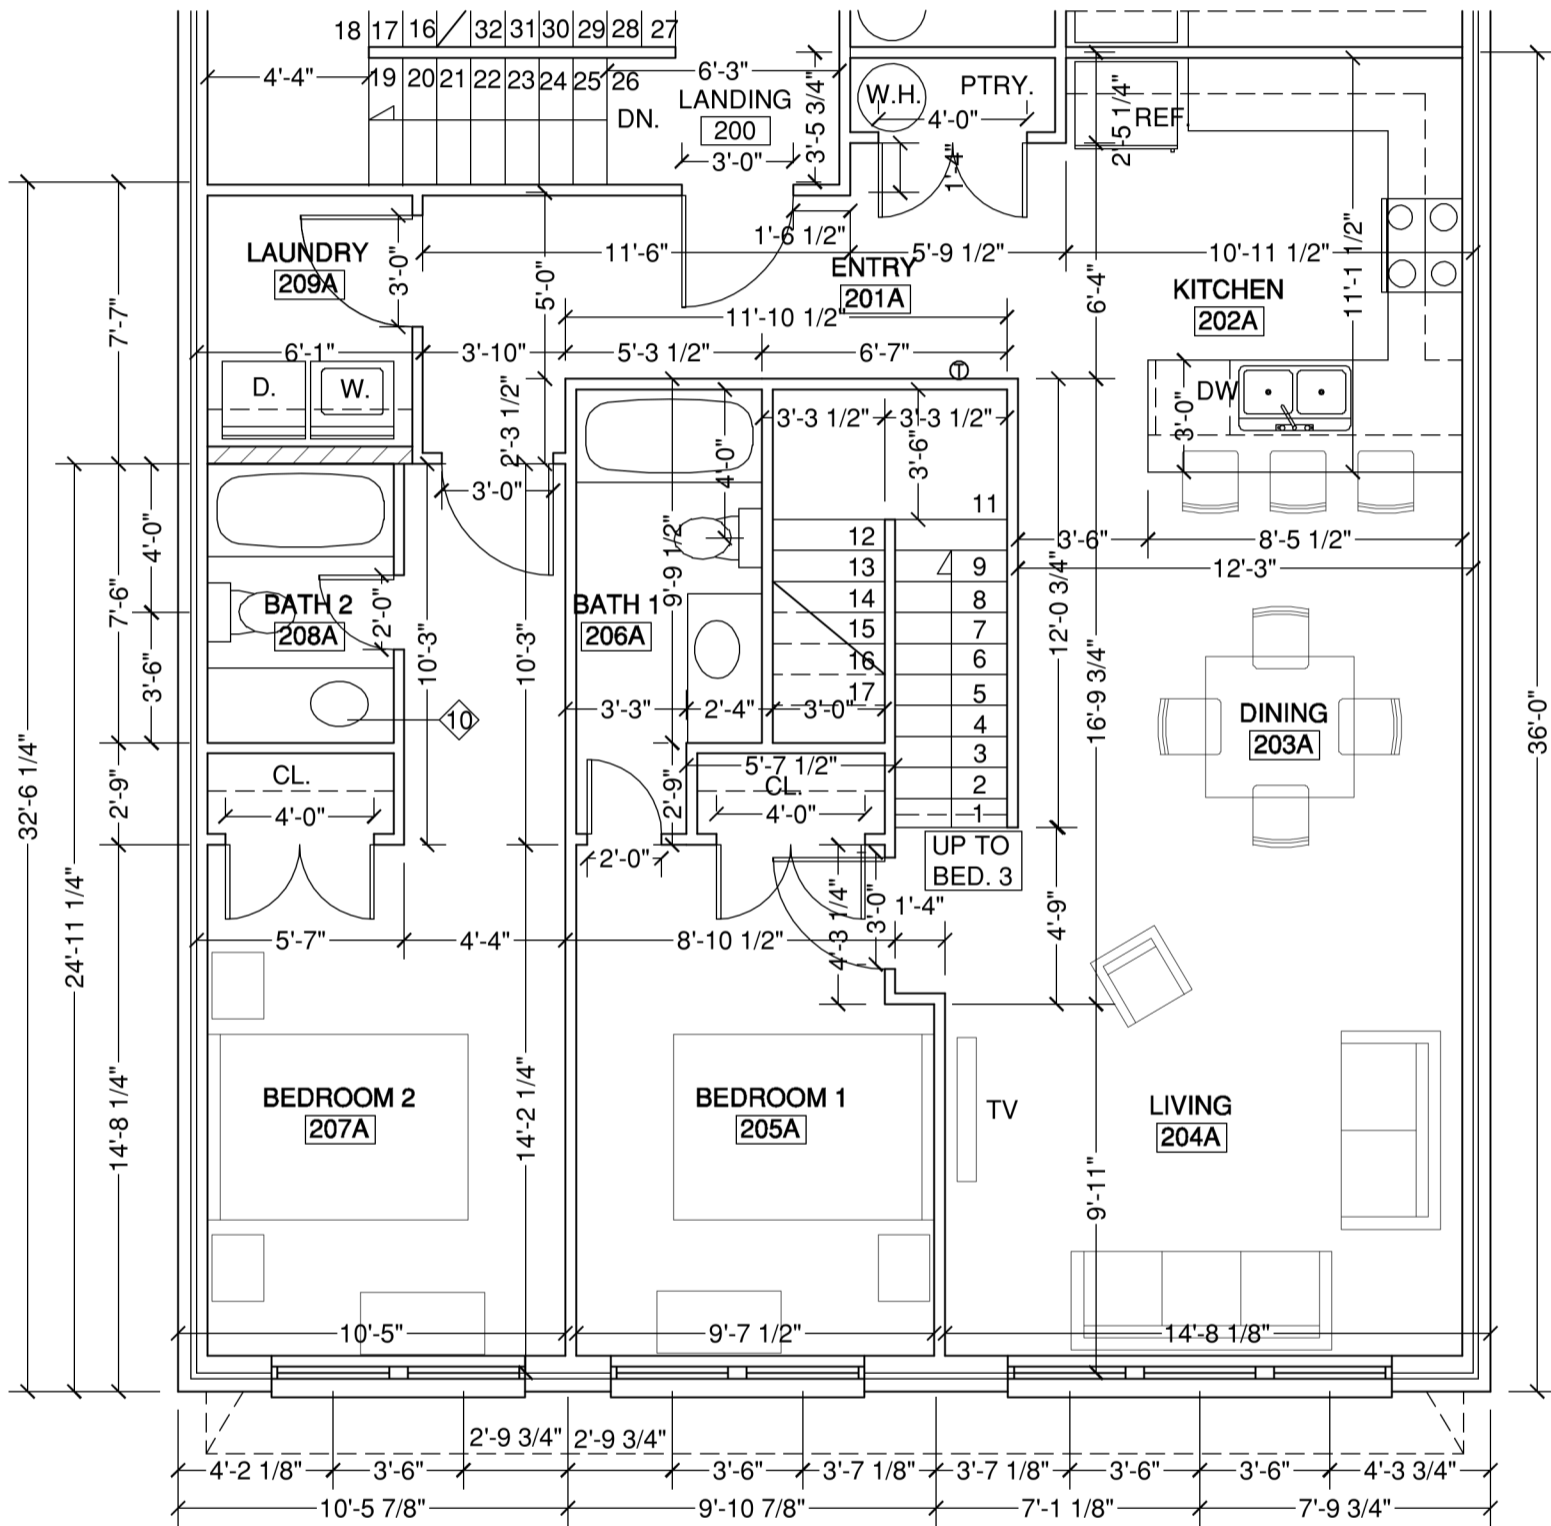 18 17 16 32 31 30 29 28 27
4'-4" 19 20 21 22 23 24 25 26
6'-3"
LANDING
200
DN.
3'-0"
3'-5 3/4"
W.H.
PTRY.
4'-0"
1'-4"
REF.
2'-5 1/4"
LAUNDRY
209A
3'-0"
11'-6"
5'-0"
1'-6 1/2"
5'-9 1/2"
10'-11 1/2"
ENTRY
201A
6'-4"
KITCHEN
202A
11'-1 1/2"
11'-10 1/2"
7'-7"
6'-1"
3'-10"
5'-3 1/2"
6'-7"
T
D.
W.
2'-3 1/2"
3'-3 1/2"
3'-3 1/2"
DW
3'-0"
4'-0"
3'-6"
3'-0"
11
12
13
14
15
16
17
9
8
7
6
5
4
3
2
1
3'-6"
8'-5 1/2"
12'-3"
4'-0"
7'-6"
3'-6"
BATH 2
208A
2'-0"
10'-3"
10'-3"
BATH 1
206A
9'-9 1/2"
12'-0 3/4"
16'-9 3/4"
10
3'-3"
2'-4"
3'-0"
DINING
203A
36'-0"
32'-6 1/4"
2'-9"
CL.
4'-0"
2'-9"
5'-7 1/2"
CL.
4'-0"
2'-0"
UP TO
BED. 3
24'-11 1/4"
5'-7"
4'-4"
8'-10 1/2"
4'-3 1/4"
3'-0"
1'-4"
4'-9"
14'-8 1/4"
BEDROOM 2
207A
14'-2 1/4"
BEDROOM 1
205A
TV
LIVING
204A
9'-11"
10'-5"
9'-7 1/2"
14'-8 1/8"
2'-9 3/4" 2'-9 3/4"
4'-2 1/8" 3'-6" 3'-6" 3'-7 1/8" 3'-7 1/8" 3'-6" 3'-6" 4'-3 3/4"
10'-5 7/8" 9'-10 7/8" 7'-1 1/8" 7'-9 3/4"